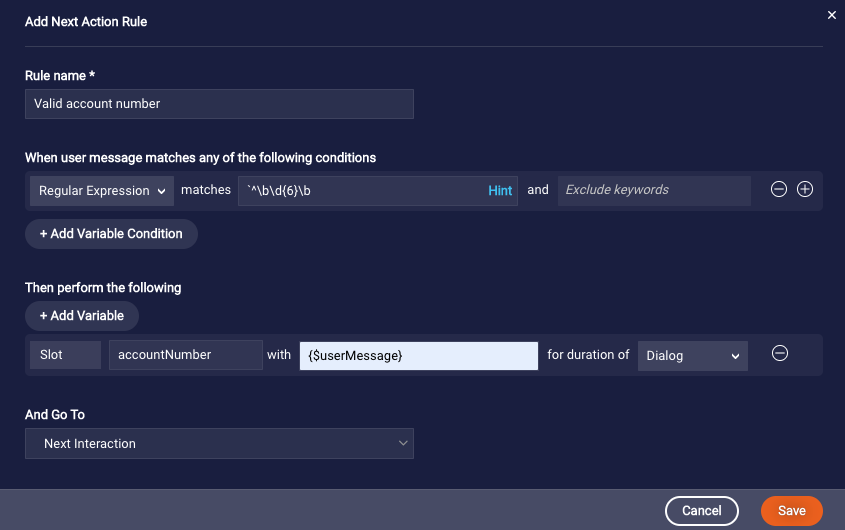 Add Next Action Rule
×
Rule name *
Valid account number
When user message matches any of the following conditions
Regular Expression matches `^\b\d{6}\b Hint and Exclude keywords
+ Add Variable Condition
Then perform the following
+ Add Variable
Slot accountNumber with {$userMessage} for duration of Dialog
And Go To
Next Interaction
Cancel Save